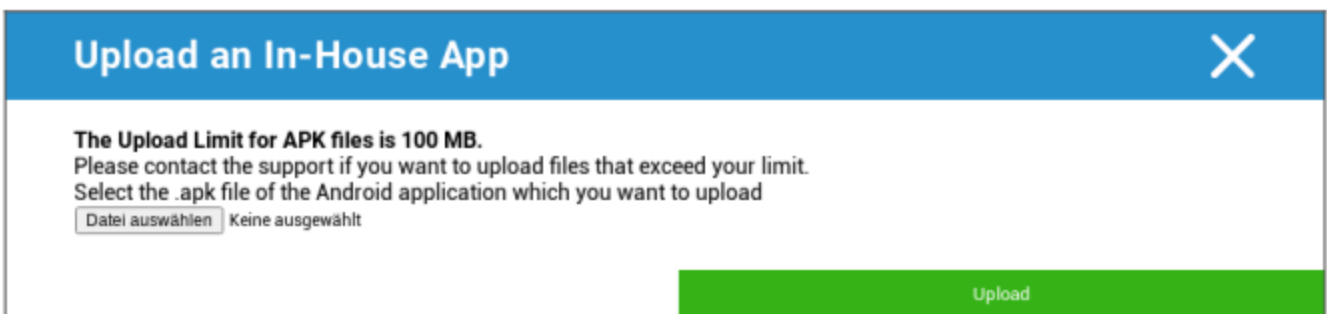 Upload an In-House App
The Upload Limit for APK files is 100 MB.
Please contact the support if you want to upload files that exceed your limit.
Select the .apk file of the Android application which you want to upload
Datei auswählen Keine ausgewählt
Upload